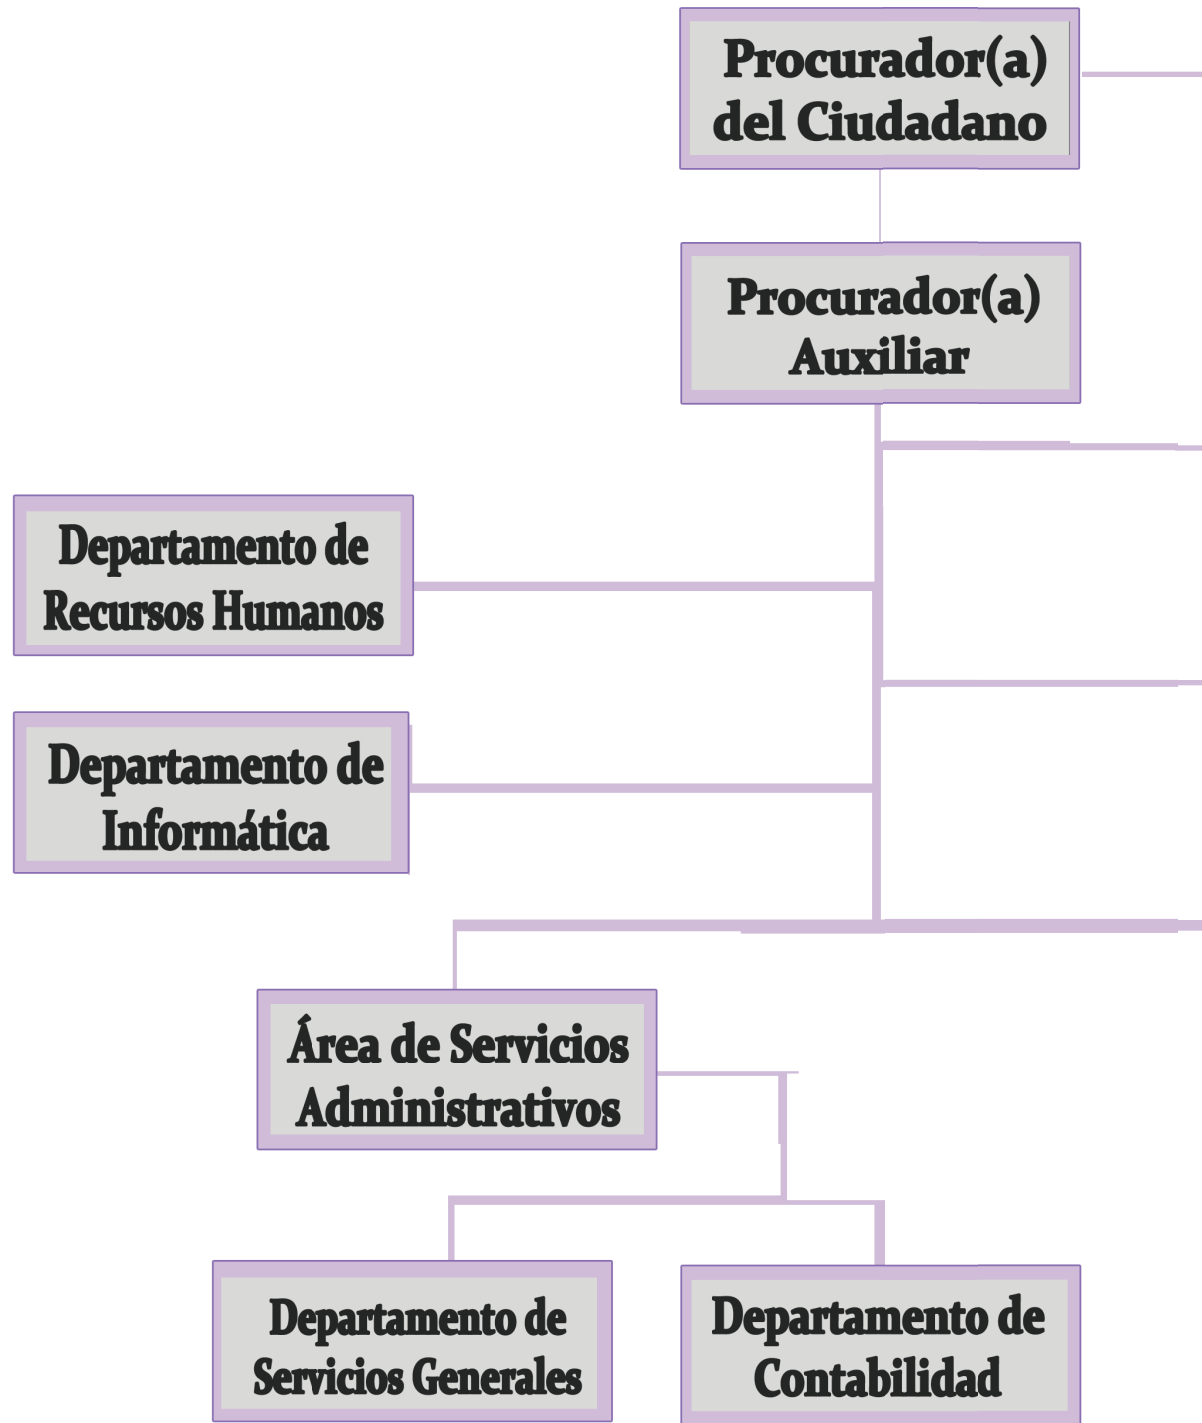 Procurador(a)
del Ciudadano
Procurador(a)
Auxiliar
Departamento de
Recursos Humanos
Departamento de
Informática
Área de Servicios
Administrativos
Departamento de
Servicios Generales
Departamento de
Contabilidad